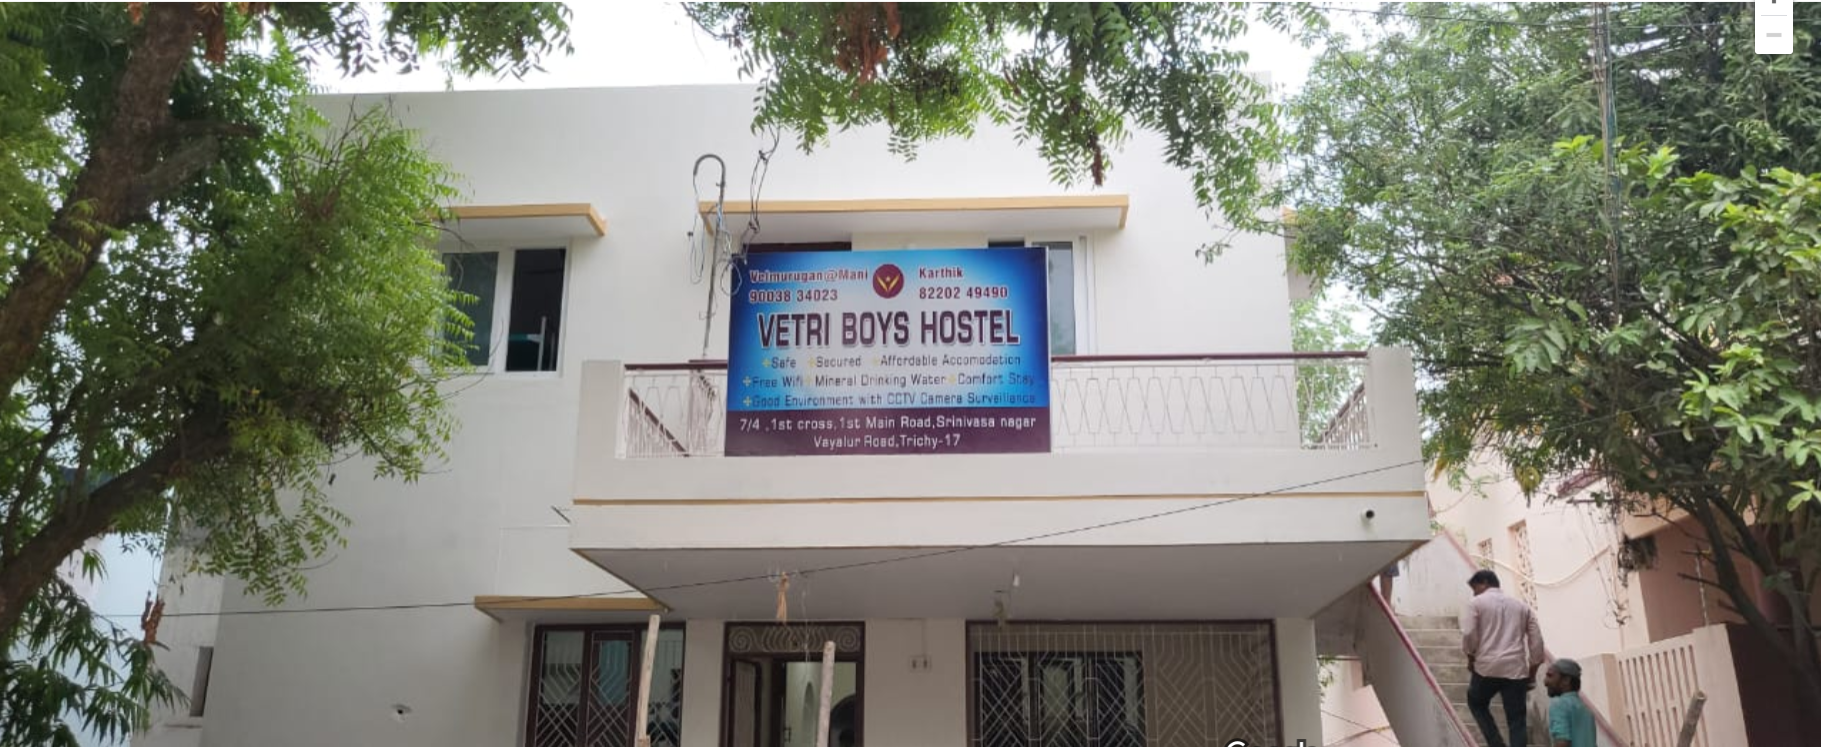 Velmurugan@Mani
90038 34023
Karthik
82202 49490
VETRI BOYS HOSTEL
+Safe +Secured +Affordable Accomodation
+Free Wifi+ Mineral Drinking Water+Comfort Stay
+Good Environment with CCTV Camera Surveillance
7/4 ,1st cross,1st Main Road,Srinivasa nagar
Vayalur Road,Trichy-17